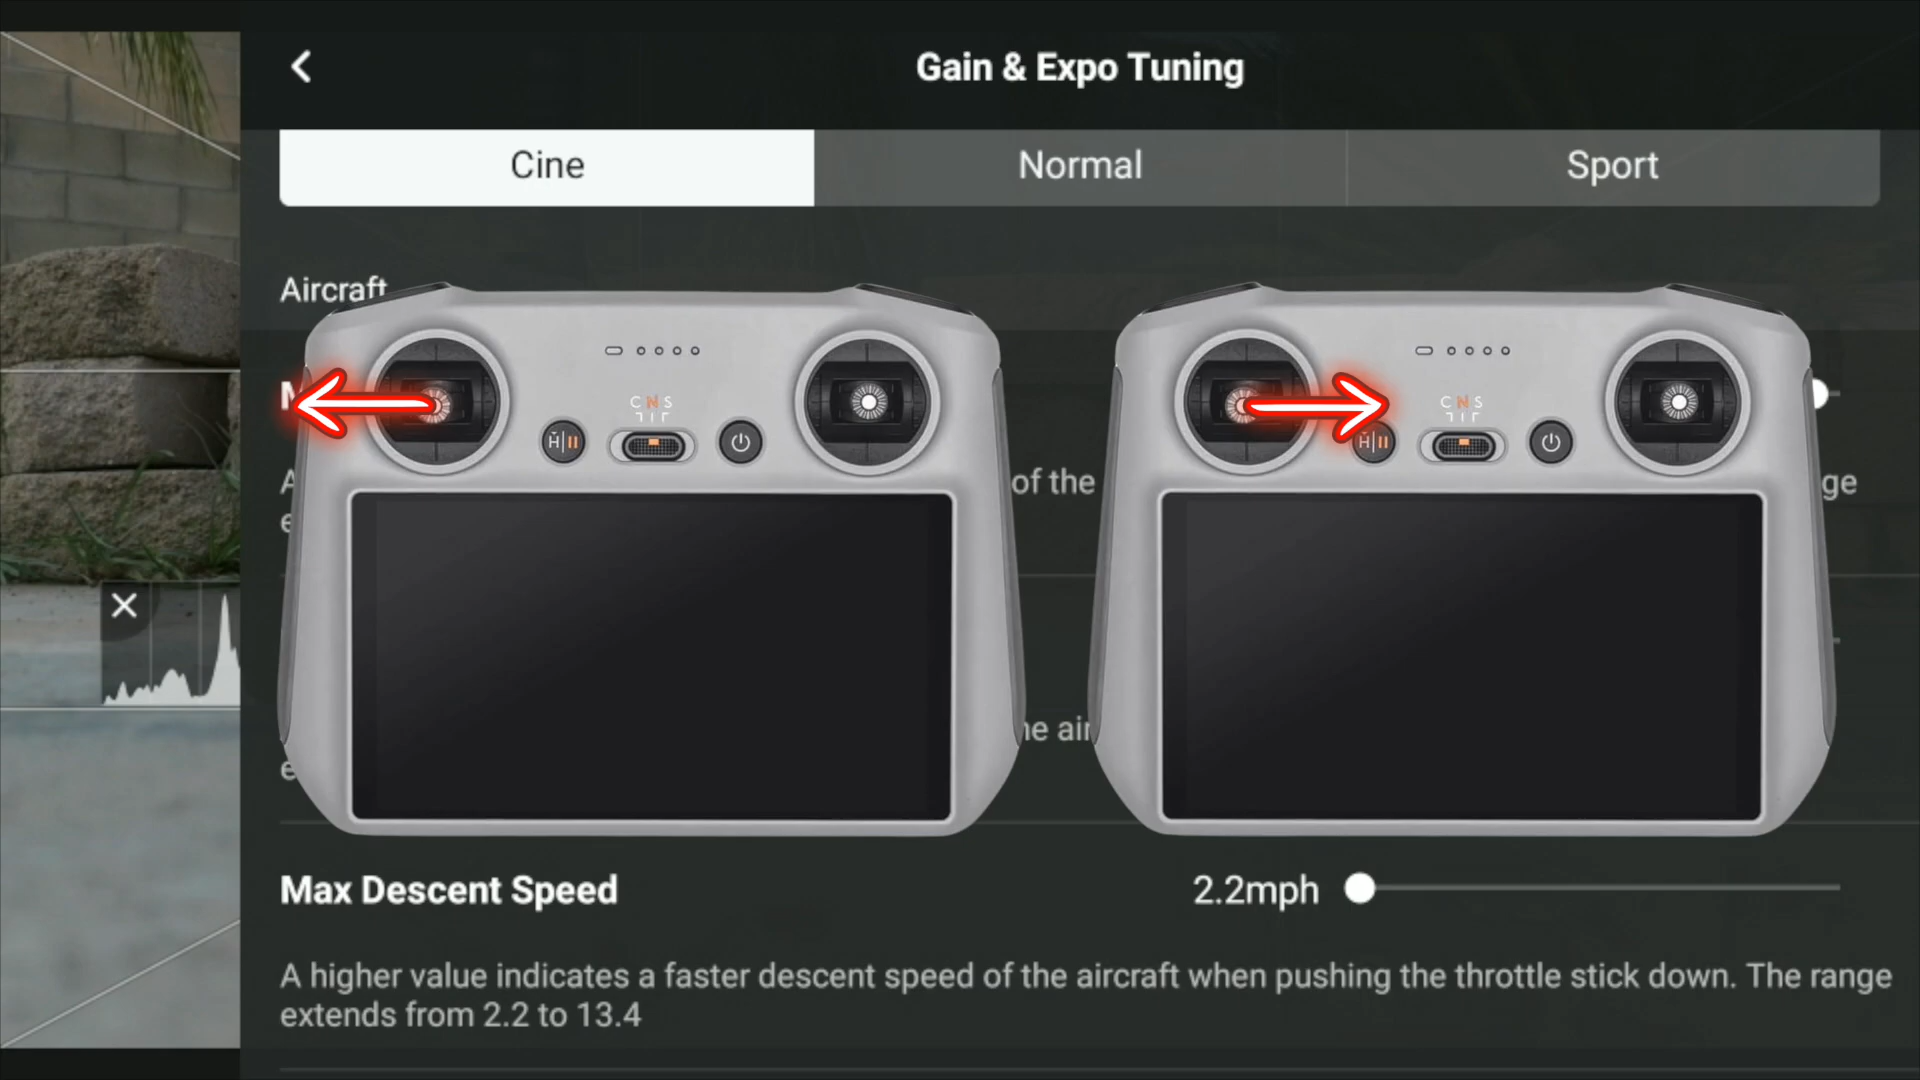 Gain & Expo Tuning
Cine Normal Sport
Aircraft
C N S
C N S
H
H
of the
ge
e
he air
e
Max Descent Speed 2.2mph
A higher value indicates a faster descent speed of the aircraft when pushing the throttle stick down. The range
extends from 2.2 to 13.4